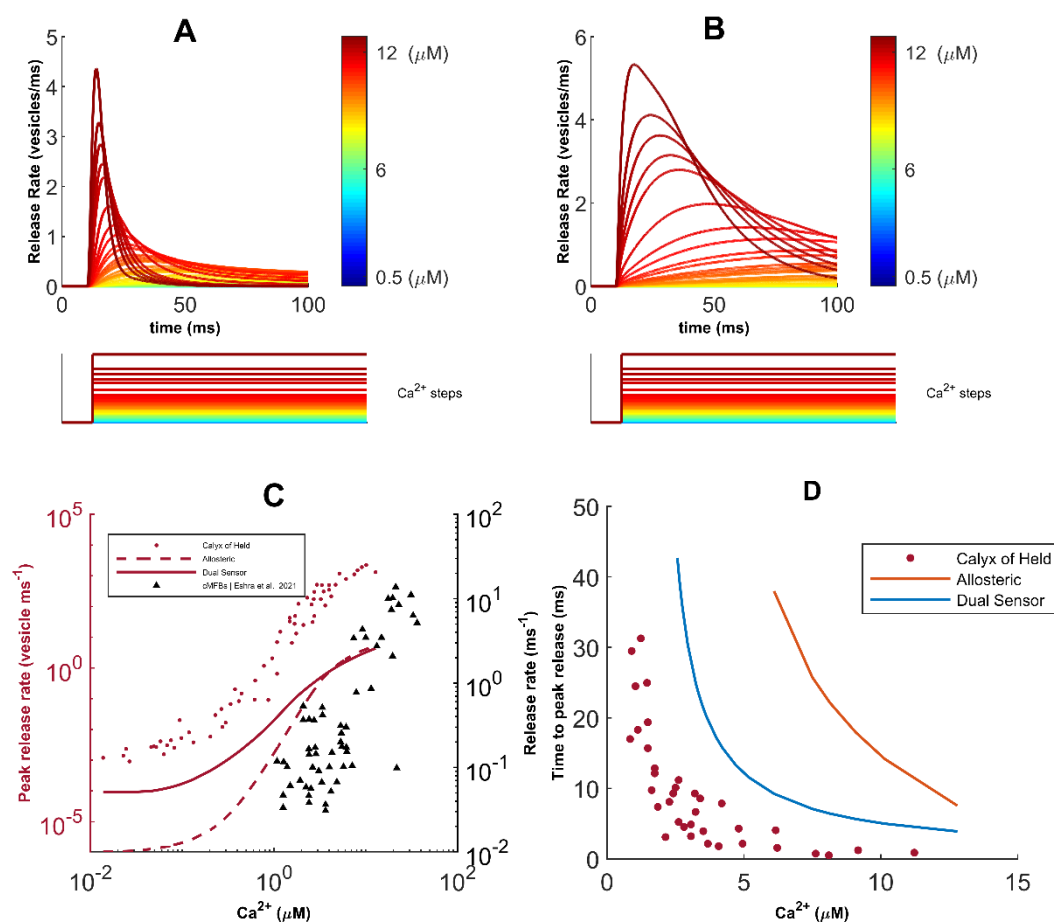 A
Release Rate (vesicles/ms)
5
4
3
2
1
0
0
50
100
time (ms)
12 (μM)
6
0.5 (μM)
Ca2+ steps
B
Release Rate (vesicles/ms)
6
4
2
0
0
50
100
time (ms)
12 (μM)
6
0.5 (μM)
Ca2+ steps
C
Peak release rate (vesicle ms-1)
10^5
10^0
10^-5
Calyx of Held
Allosteric
Dual Sensor
cMFBs | Eshra et al. 2021
10^2
10^1
10^0
10^-1
10^-2
Release rate (ms-1)
10^-2
10^0
10^2
Ca2+ (μM)
D
Time to peak release (ms)
50
40
30
20
10
0
Calyx of Held
Allosteric
Dual Sensor
0
5
10
15
Ca2+ (μM)